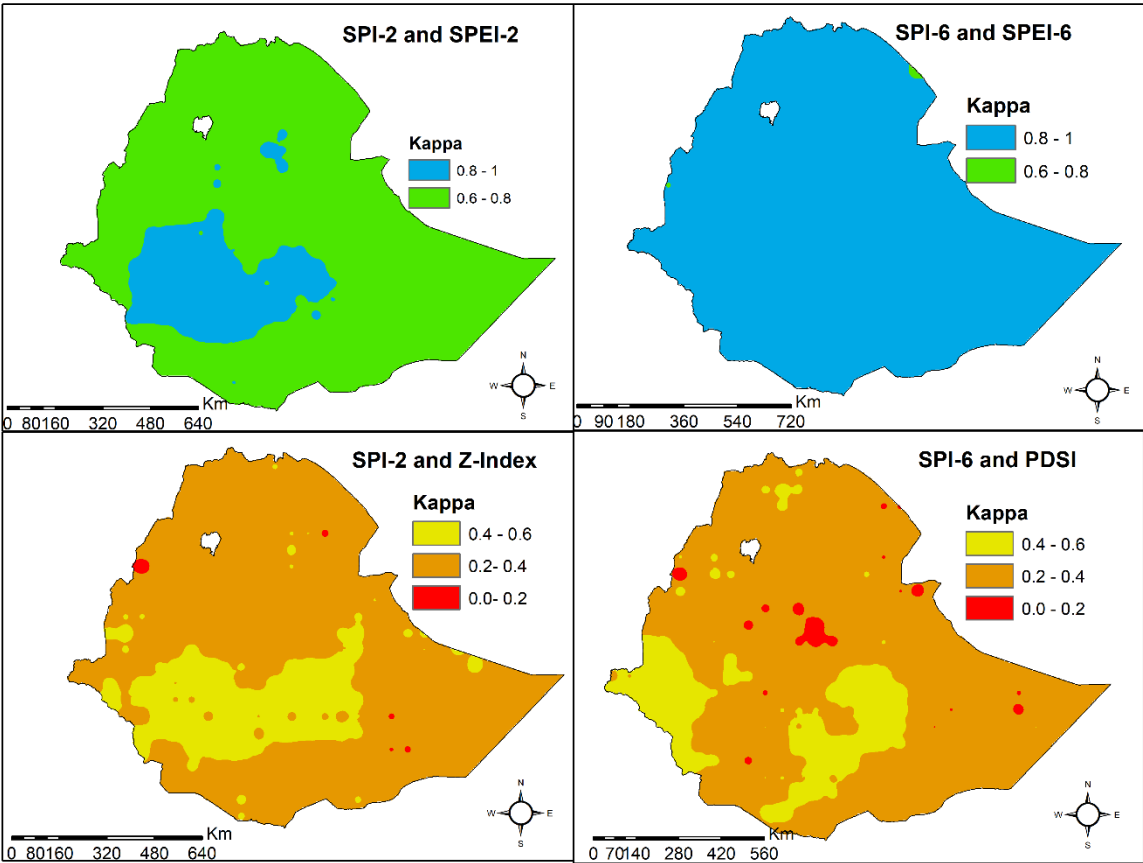 SPI-2 and SPEI-2
Kappa
0.8 - 1
0.6 - 0.8
N
W E
S
Km
0 80160 320 480 640
SPI-6 and SPEI-6
Kappa
0.8 - 1
0.6 - 0.8
N
W E
S
Km
0 90 180 360 540 720
SPI-2 and Z-Index
Kappa
0.4 - 0.6
0.2 - 0.4
0.0- 0.2
N
W E
S
Km
0 80160 320 480 640
SPI-6 and PDSI
Kappa
0.4 - 0.6
0.2 - 0.4
0.0 - 0.2
N
W E
S
Km
0 70140 280 420 560